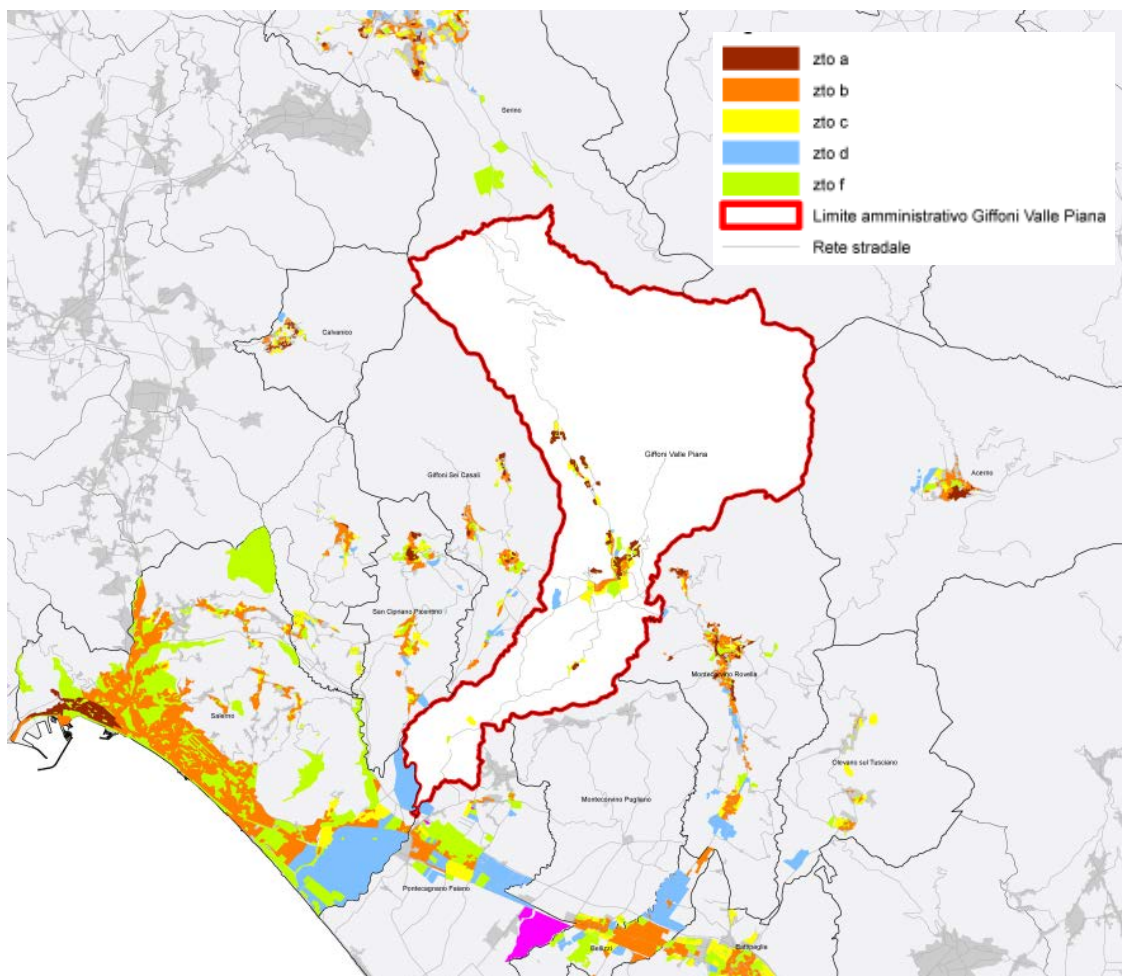 zto a
zto b
zto c
zto d
zto f
Limite amministrativo Giffoni Valle Piana
Rete stradale
Serino
Calvanico
Giffoni Valle Piana
Giffoni Sei Casali
Acerno
San Cipriano Picentino
Montecorvino Rovella
Salerno
Olevano sul Tusciano
Montecorvino Pugliano
Pontecagnano Faiano
Bellizzi
Battipaglia